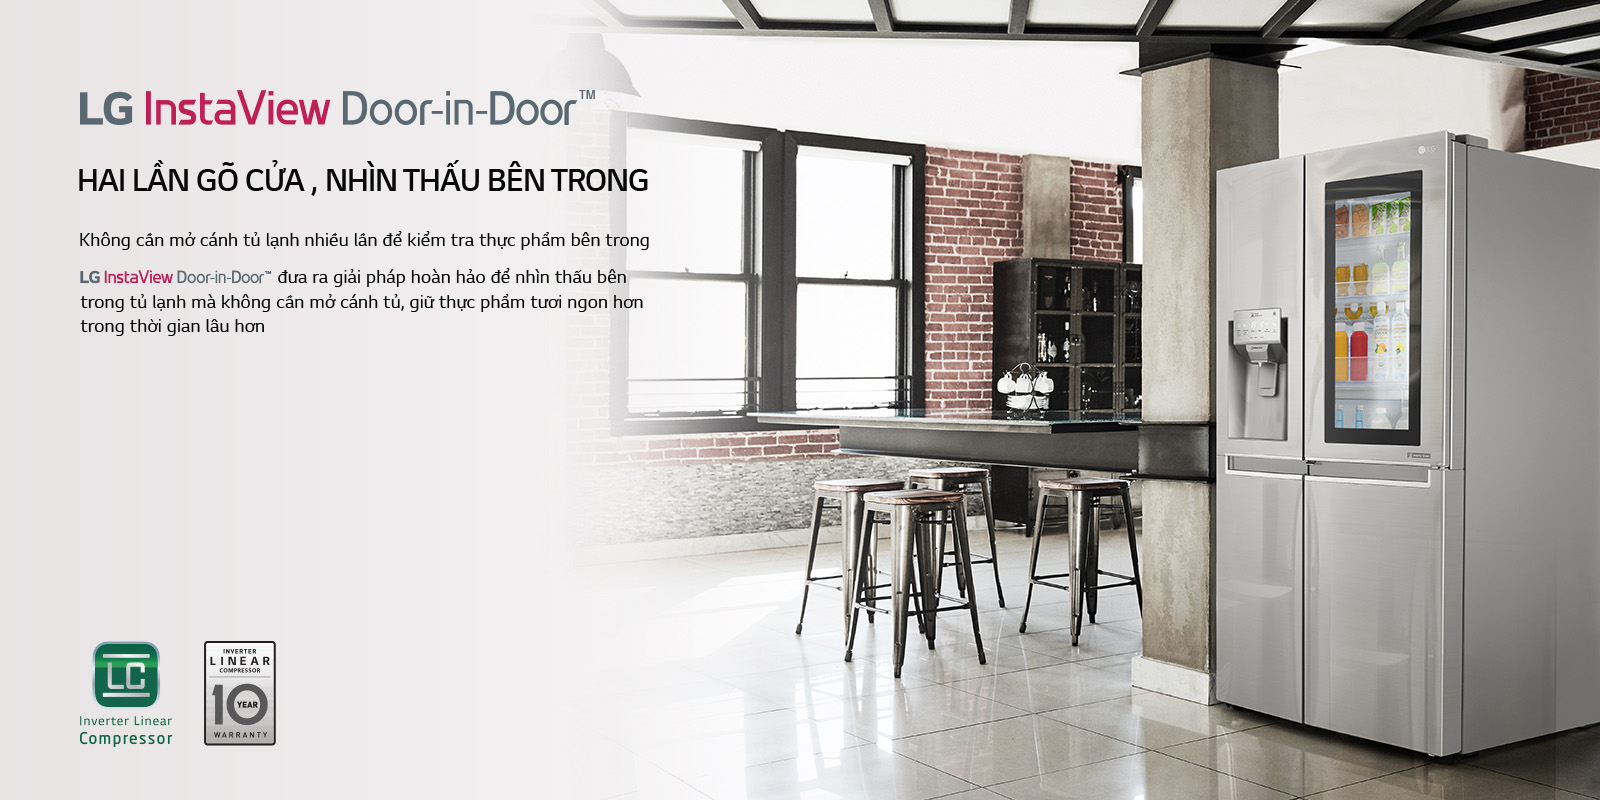 LG InstaView Door-in-Door™
HAI LẦN GÕ CỬA , NHÌN THẤU BÊN TRONG
Không cần mở cánh tủ lạnh nhiều lần để kiểm tra thực phẩm bên trong
LG InstaView Door-in-Door™ đưa ra giải pháp hoàn hảo để nhìn thấu bên
trong tủ lạnh mà không cần mở cánh tủ, giữ thực phẩm tươi ngon hơn
trong thời gian lâu hơn
LC
Inverter Linear
Compressor
INVERTER
LINEAR
COMPRESSOR
10 YEAR
WARRANTY
LG